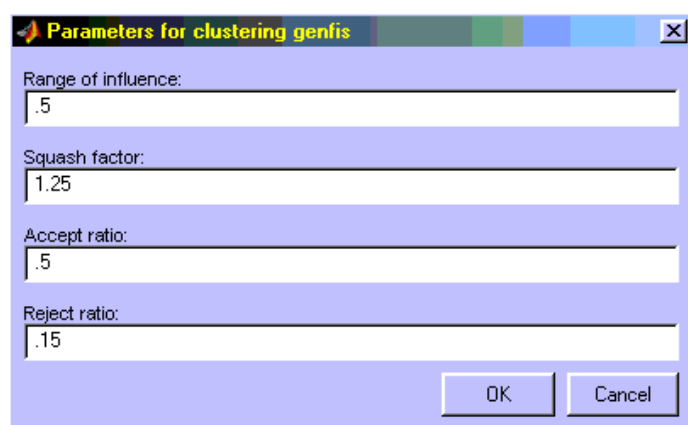 Parameters for clustering genfis
Range of influence:
.5
Squash factor:
1.25
Accept ratio:
.5
Reject ratio:
.15
OK Cancel